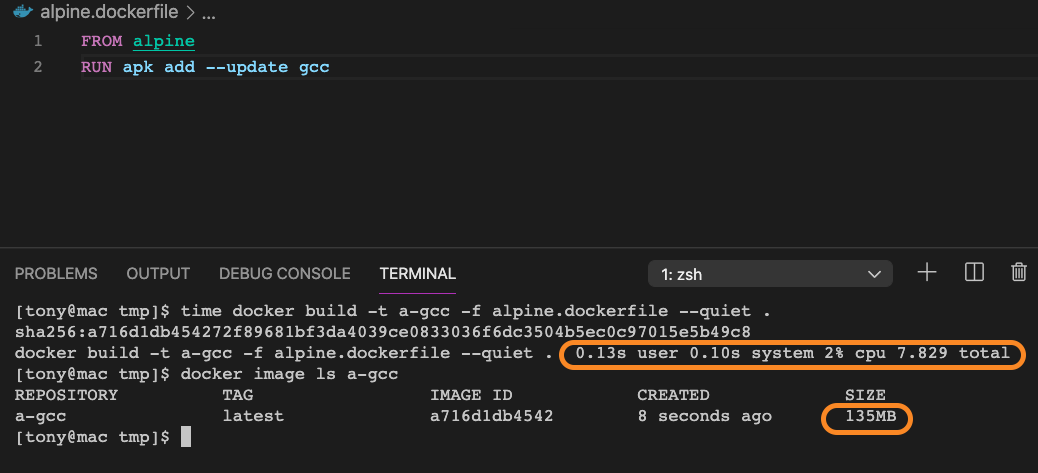 alpine.dockerfile > ...
1 FROM alpine
2 RUN apk add --update gcc
PROBLEMS OUTPUT DEBUG CONSOLE TERMINAL 1: zsh
[tony@mac tmp]$ time docker build -t a-gcc -f alpine.dockerfile --quiet .
sha256:a716d1db454272f89681bf3da4039ce0833036f6dc3504b5ec0c97015e5b49c8
docker build -t a-gcc -f alpine.dockerfile --quiet . 0.13s user 0.10s system 2% cpu 7.829 total
[tony@mac tmp]$ docker image ls a-gcc
REPOSITORY TAG IMAGE ID CREATED SIZE
a-gcc latest a716d1db4542 8 seconds ago 135MB
[tony@mac tmp]$